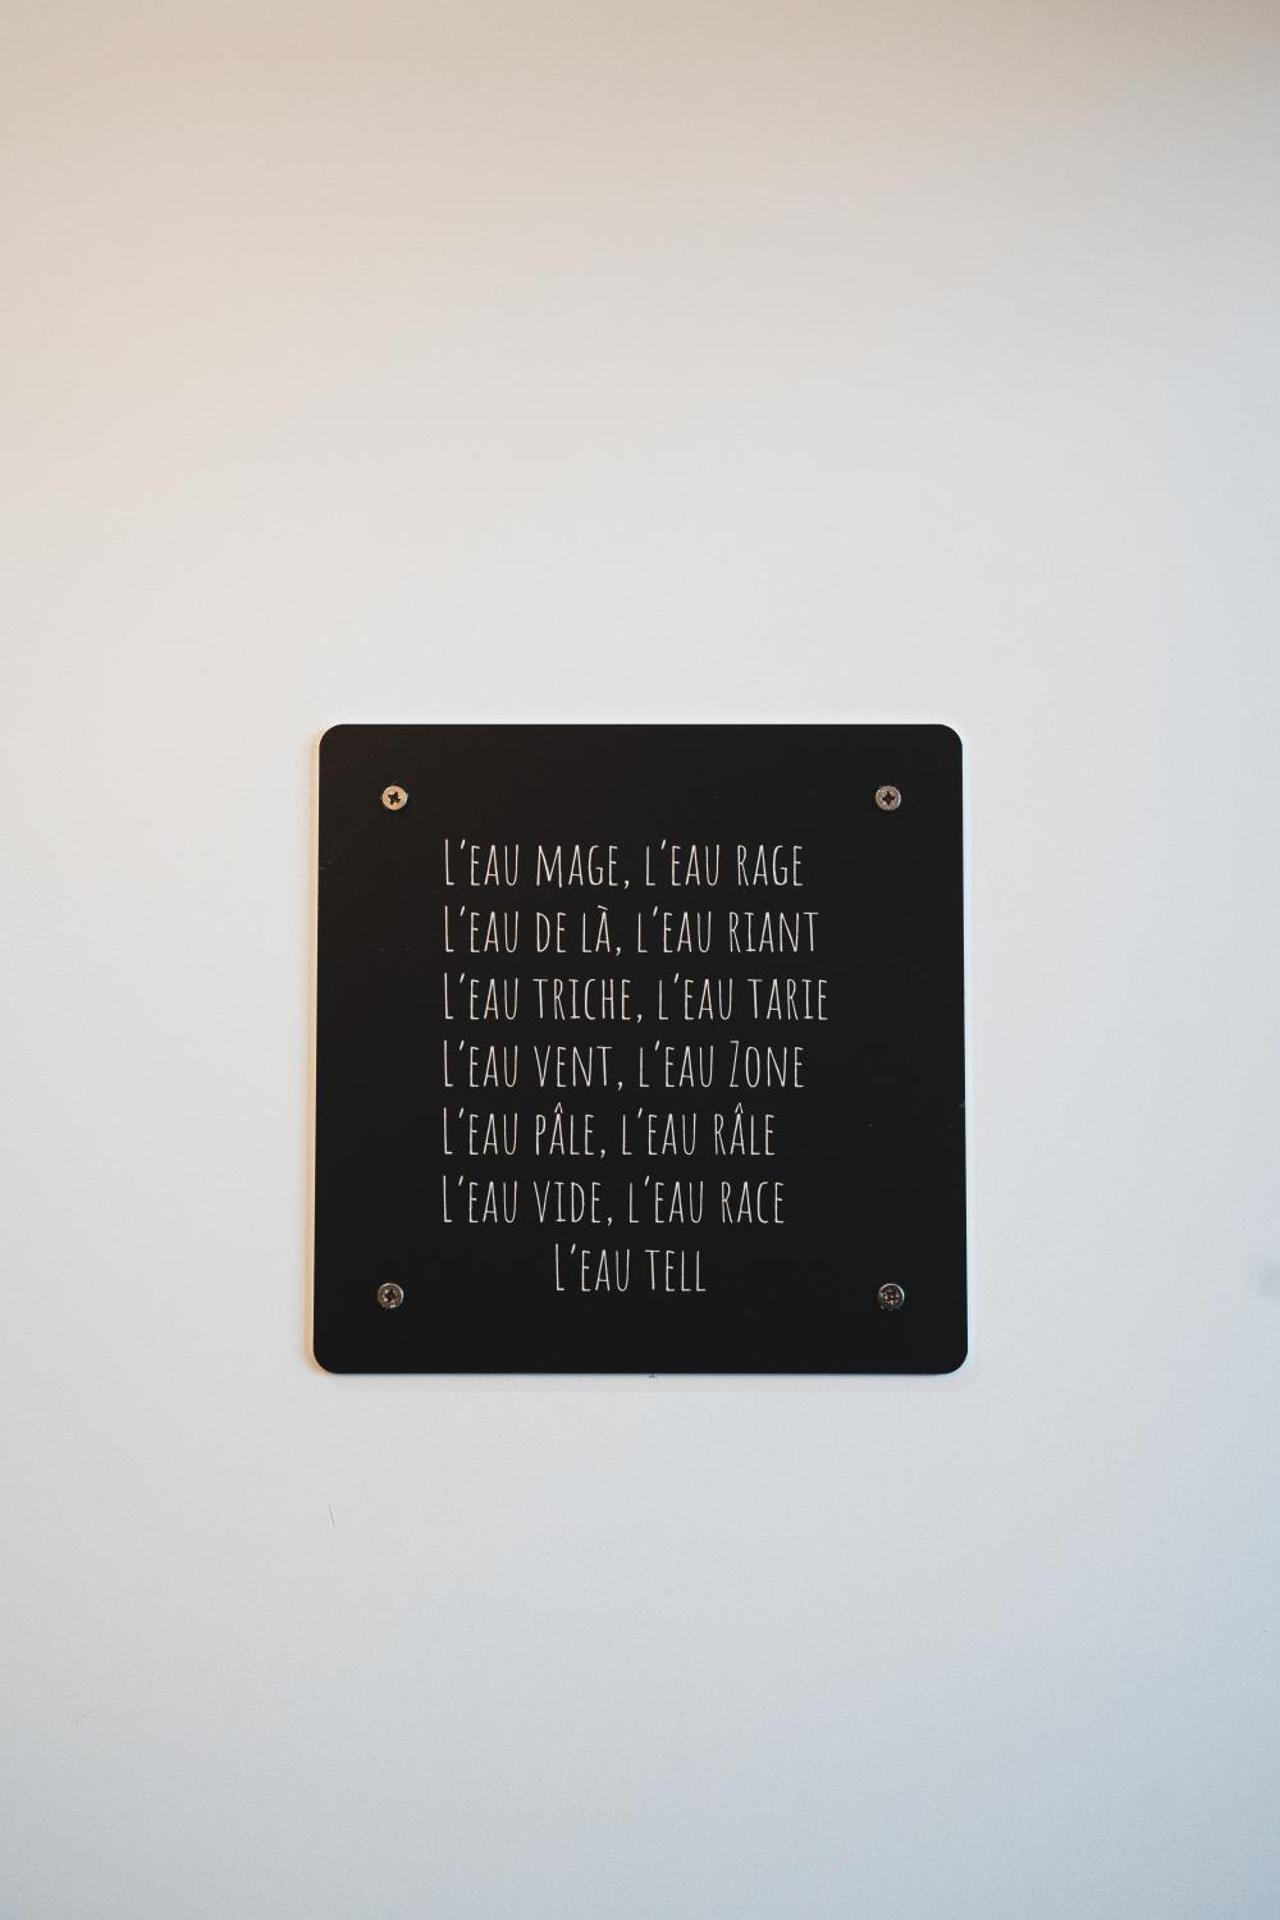 L'eau mage, l'eau rage
L'eau de là, l'eau riant
L'eau triche, l'eau tarie
L'eau vent, l'eau zone
L'eau pâle, l'eau râle
L'eau vide, l'eau race
L'eau tell